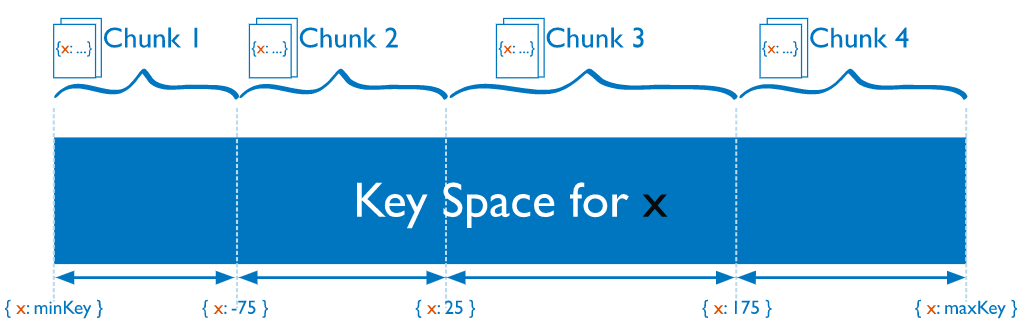 {x: ...} Chunk 1
{x: ...} Chunk 2
{x: ...} Chunk 3
{x: ...} Chunk 4
Key Space for x
{ x: minKey }
{ x: -75 }
{ x: 25 }
{ x: 175 }
{ x: maxKey }